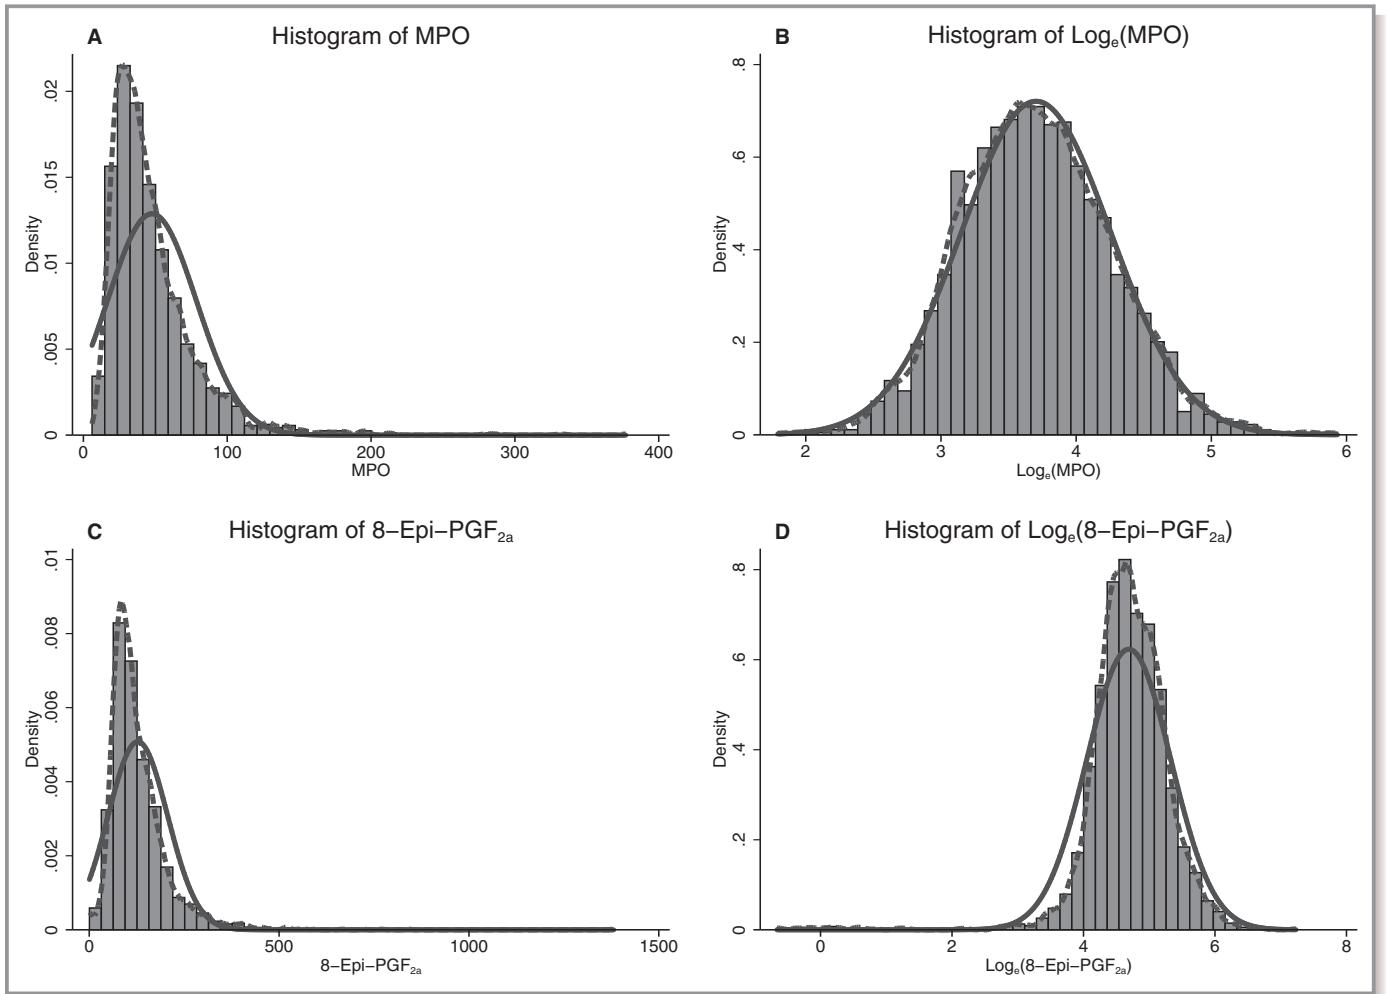 A Histogram of MPO
Density
.02
.015
.01
.005
0
0 100 200 300 400
MPO
B Histogram of Logₑ(MPO)
Density
.8
.6
.4
.2
0
2 3 4 5 6
Logₑ(MPO)
C Histogram of 8–Epi–PGF₂ₐ
Density
.01
.008
.006
.004
.002
0
0 500 1000 1500
8–Epi–PGF₂ₐ
D Histogram of Logₑ(8–Epi–PGF₂ₐ)
Density
.8
.6
.4
.2
0
0 2 4 6 8
Logₑ(8–Epi–PGF₂ₐ)